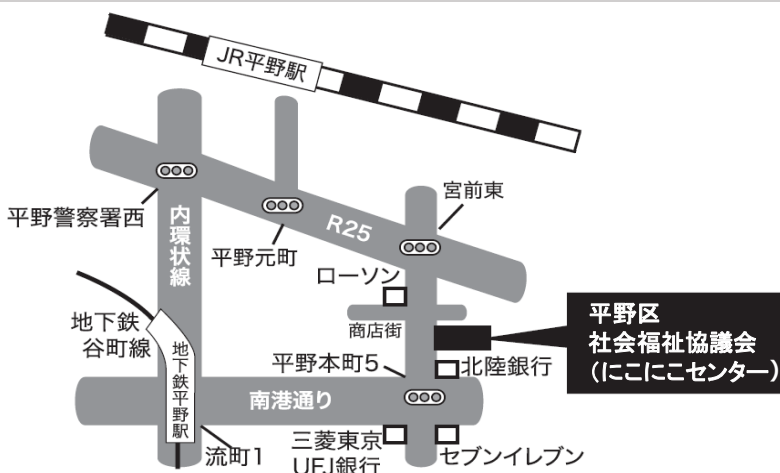 JR平野駅
宮前東
平野警察署西
内環状線
R25
平野元町
ローソン
平野区
社会福祉協議会
(にこにこセンター)
地下鉄
谷町線
商店街
地下鉄平野駅
平野本町5
北陸銀行
南港通り
流町1
三菱東京
UFJ銀行
セブンイレブン